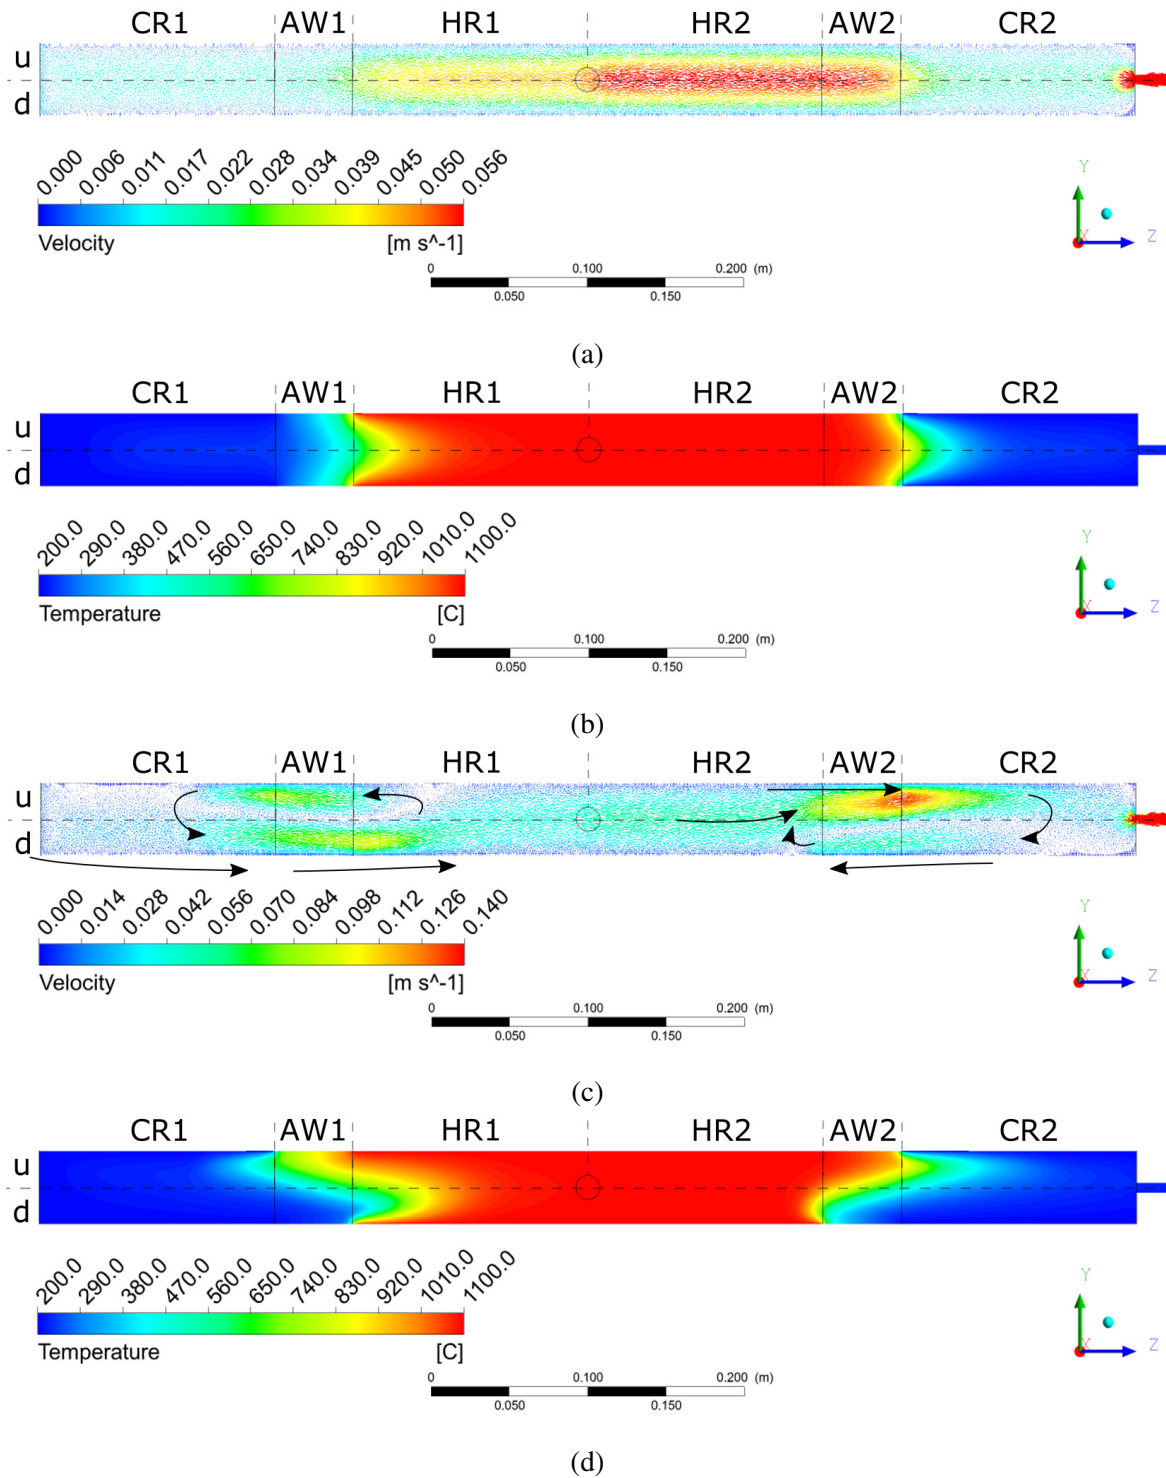 CR1 AW1 HR1 HR2 AW2 CR2
u
d
0.000 0.006 0.011 0.017 0.022 0.028 0.034 0.039 0.045 0.050 0.056
Velocity [m s^-1]
0 0.100 0.200 (m)
0.050 0.150
Y
X Z
(a)
CR1 AW1 HR1 HR2 AW2 CR2
u
d
200.0 290.0 380.0 470.0 560.0 650.0 740.0 830.0 920.0 1010.0 1100.0
Temperature [C]
0 0.100 0.200 (m)
0.050 0.150
Y
X Z
(b)
CR1 AW1 HR1 HR2 AW2 CR2
u
d
0.000 0.014 0.028 0.042 0.056 0.070 0.084 0.098 0.112 0.126 0.140
Velocity [m s^-1]
0 0.100 0.200 (m)
0.050 0.150
Y
X Z
(c)
CR1 AW1 HR1 HR2 AW2 CR2
u
d
200.0 290.0 380.0 470.0 560.0 650.0 740.0 830.0 920.0 1010.0 1100.0
Temperature [C]
0 0.100 0.200 (m)
0.050 0.150
Y
X Z
(d)